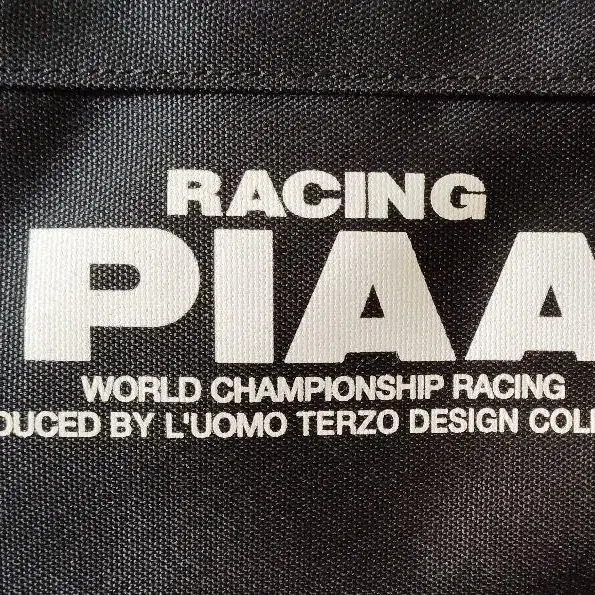 RACING
PIAA
WORLD CHAMPIONSHIP RACING
DUCED BY L'UOMO TERZO DESIGN COL